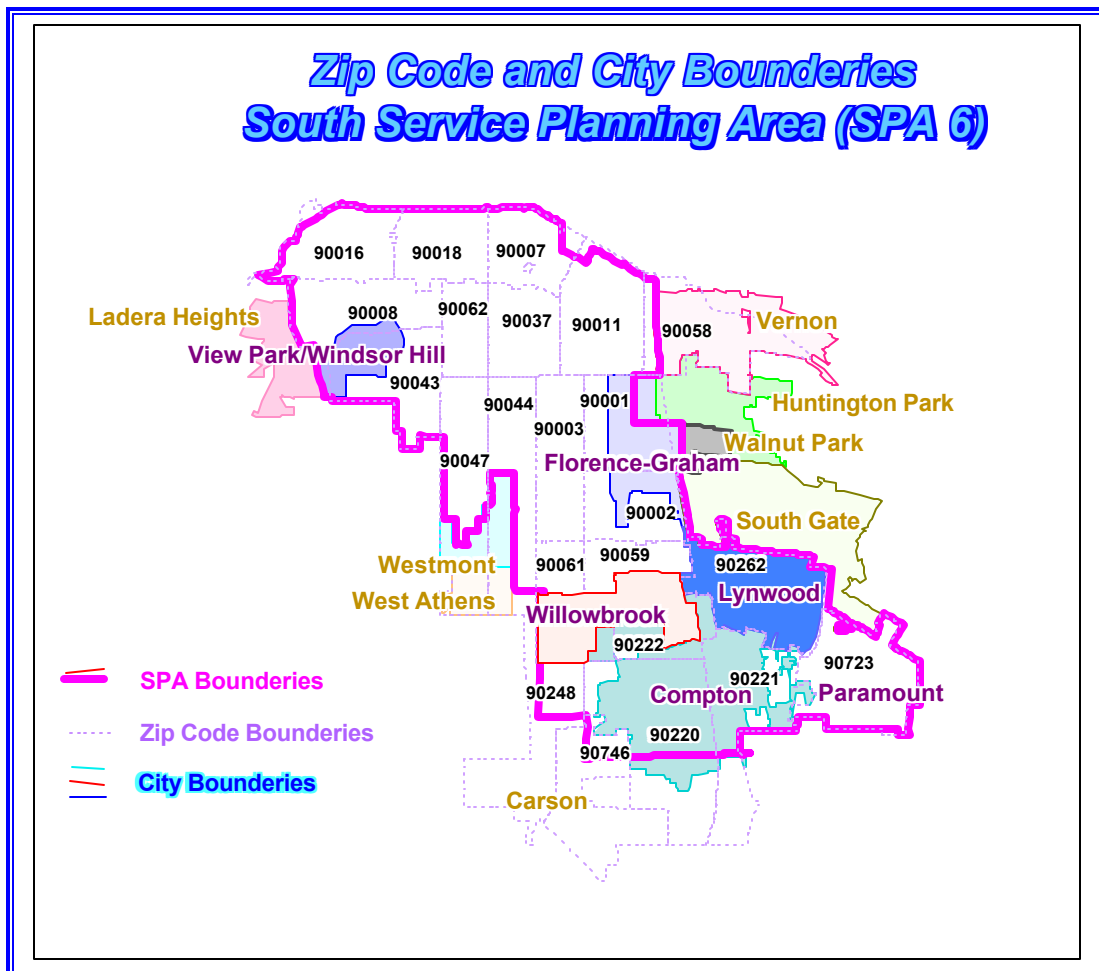 Zip Code and City Bounderies
South Service Planning Area (SPA 6)
90016
90018
90007
Ladera Heights
90008
90062
90037
90011
90058
Vernon
View Park/Windsor Hill
90043
90044
90001
Huntington Park
90003
Walnut Park
90047
Florence-Graham
90002
South Gate
Westmont
90061
90059
90262
West Athens
Willowbrook
Lynwood
90222
90723
SPA Bounderies
90248
Compton
90221
Paramount
Zip Code Bounderies
90220
90746
City Bounderies
Carson